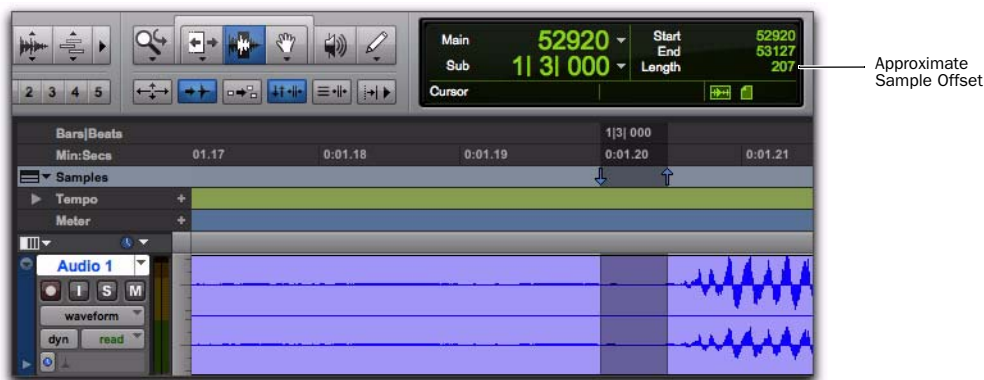 Main 52920
Sub 1| 3| 000
Cursor
Start 52920
End 53127
Length 207
Approximate
Sample Offset
2 3 4 5
Bars|Beats 1|3| 000
Min:Secs 01.17 0:01.18 0:01.19 0:01.20 0:01.21
Samples
Tempo +
Meter +
Audio 1
I S M
waveform
dyn read